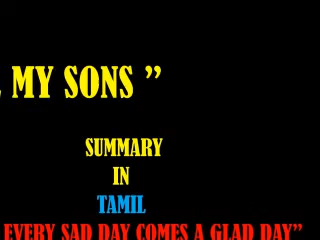 MY SONS ”
SUMMARY
IN
TAMIL
EVERY SAD DAY COMES A GLAD DAY”